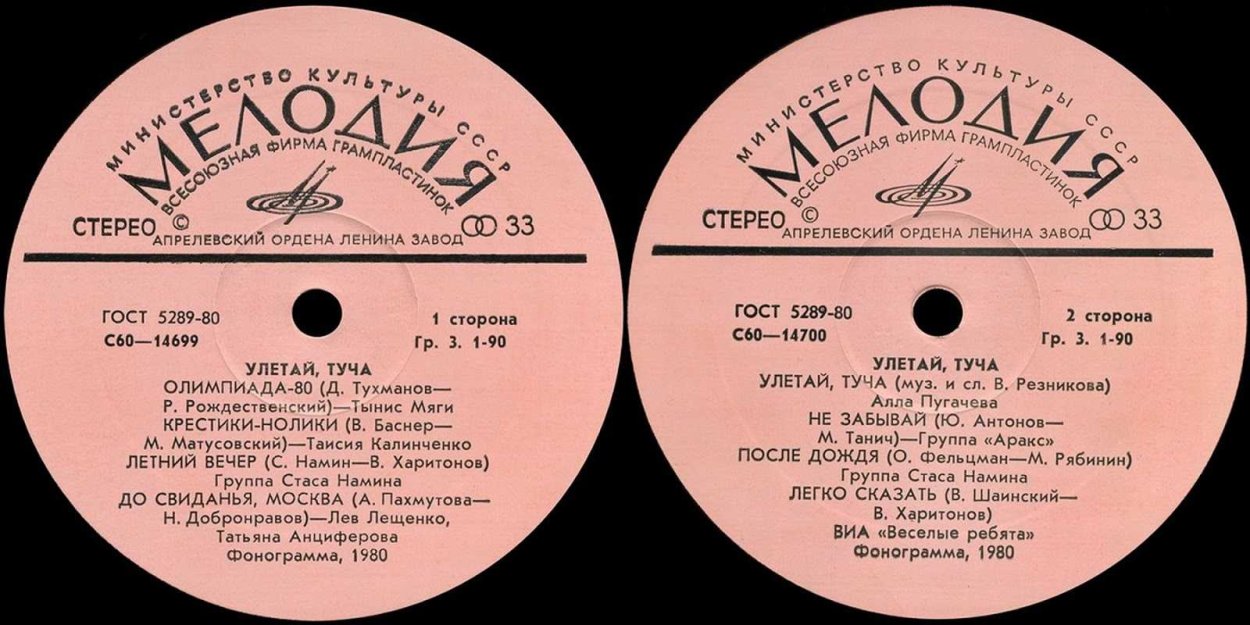 МИНИСТЕРСТВО КУЛЬТУРЫ СССР
МЕЛОДИЯ
ВСЕСОЮЗНАЯ ФИРМА ГРАМПЛАСТИНОК
СТЕРЕО © 33
АПРЕЛЕВСКИЙ ОРДЕНА ЛЕНИНА ЗАВОД
ГОСТ 5289-80 1 сторона
С60—14699 Гр. 3. 1-90
УЛЕТАЙ, ТУЧА
ОЛИМПИАДА-80 (Д. Тухманов—
Р. Рождественский)—Тынис Мяги
КРЕСТИКИ-НОЛИКИ (В. Баснер—
М. Матусовский)—Таисия Калинченко
ЛЕТНИЙ ВЕЧЕР (С. Намин—В. Харитонов)
Группа Стаса Намина
ДО СВИДАНЬЯ, МОСКВА (А. Пахмутова—
Н. Добронравов)—Лев Лещенко,
Татьяна Анциферова
Фонограмма, 1980
МИНИСТЕРСТВО КУЛЬТУРЫ СССР
МЕЛОДИЯ
ВСЕСОЮЗНАЯ ФИРМА ГРАМПЛАСТИНОК
СТЕРЕО © 33
АПРЕЛЕВСКИЙ ОРДЕНА ЛЕНИНА ЗАВОД
ГОСТ 5289-80 2 сторона
С60—14700 Гр. 3. 1-90
УЛЕТАЙ, ТУЧА
УЛЕТАЙ, ТУЧА (муз. и сл. В. Резникова)
Алла Пугачева
НЕ ЗАБЫВАЙ (Ю. Антонов—
М. Танич)—Группа «Аракс»
ПОСЛЕ ДОЖДЯ (О. Фельцман—М. Рябинин)
Группа Стаса Намина
ЛЕГКО СКАЗАТЬ (В. Шаинский—
В. Харитонов)
ВИА «Веселые ребята»
Фонограмма, 1980